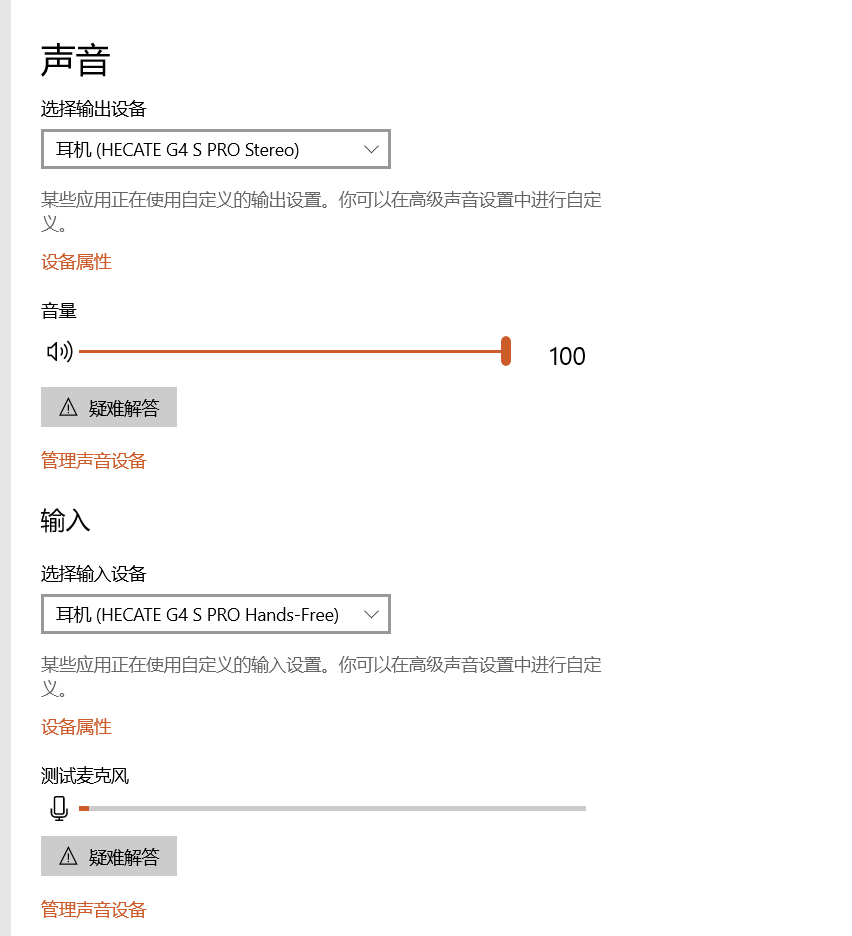 声音
选择输出设备
耳机 (HECATE G4 S PRO Stereo)
某些应用正在使用自定义的输出设置。你可以在高级声音设置中进行自定
义。
设备属性
音量
100
疑难解答
管理声音设备
输入
选择输入设备
耳机 (HECATE G4 S PRO Hands-Free)
某些应用正在使用自定义的输入设置。你可以在高级声音设置中进行自定
义。
设备属性
测试麦克风
疑难解答
管理声音设备